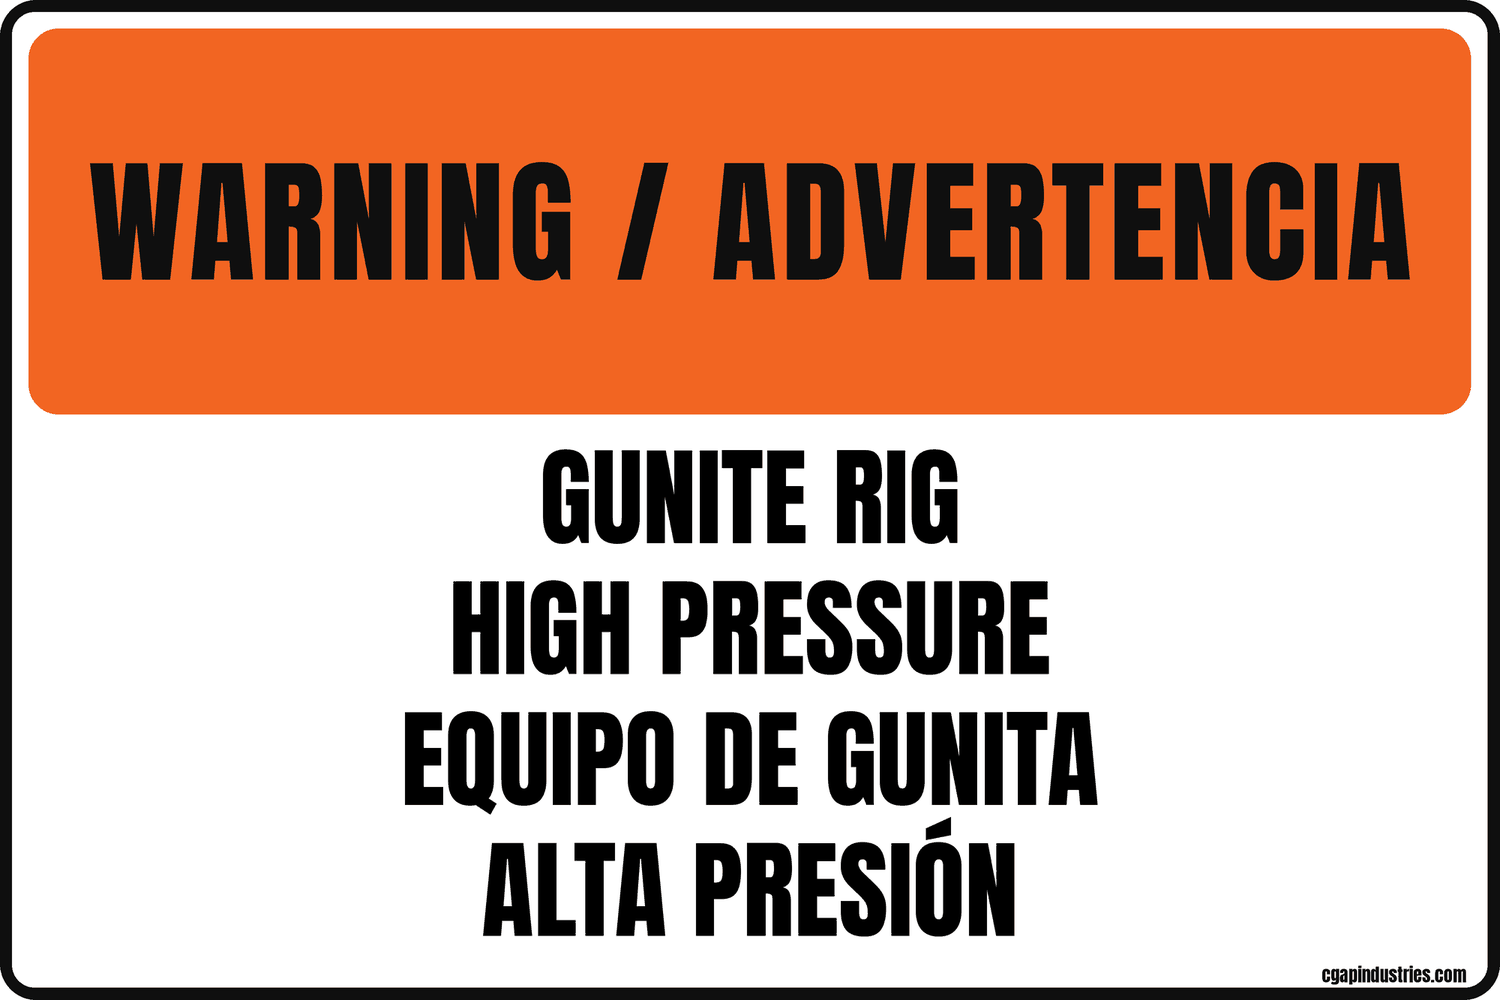 WARNING / ADVERTENCIA
GUNITE RIG
HIGH PRESSURE
EQUIPO DE GUNITA
ALTA PRESIÓN
cgapindustries.com